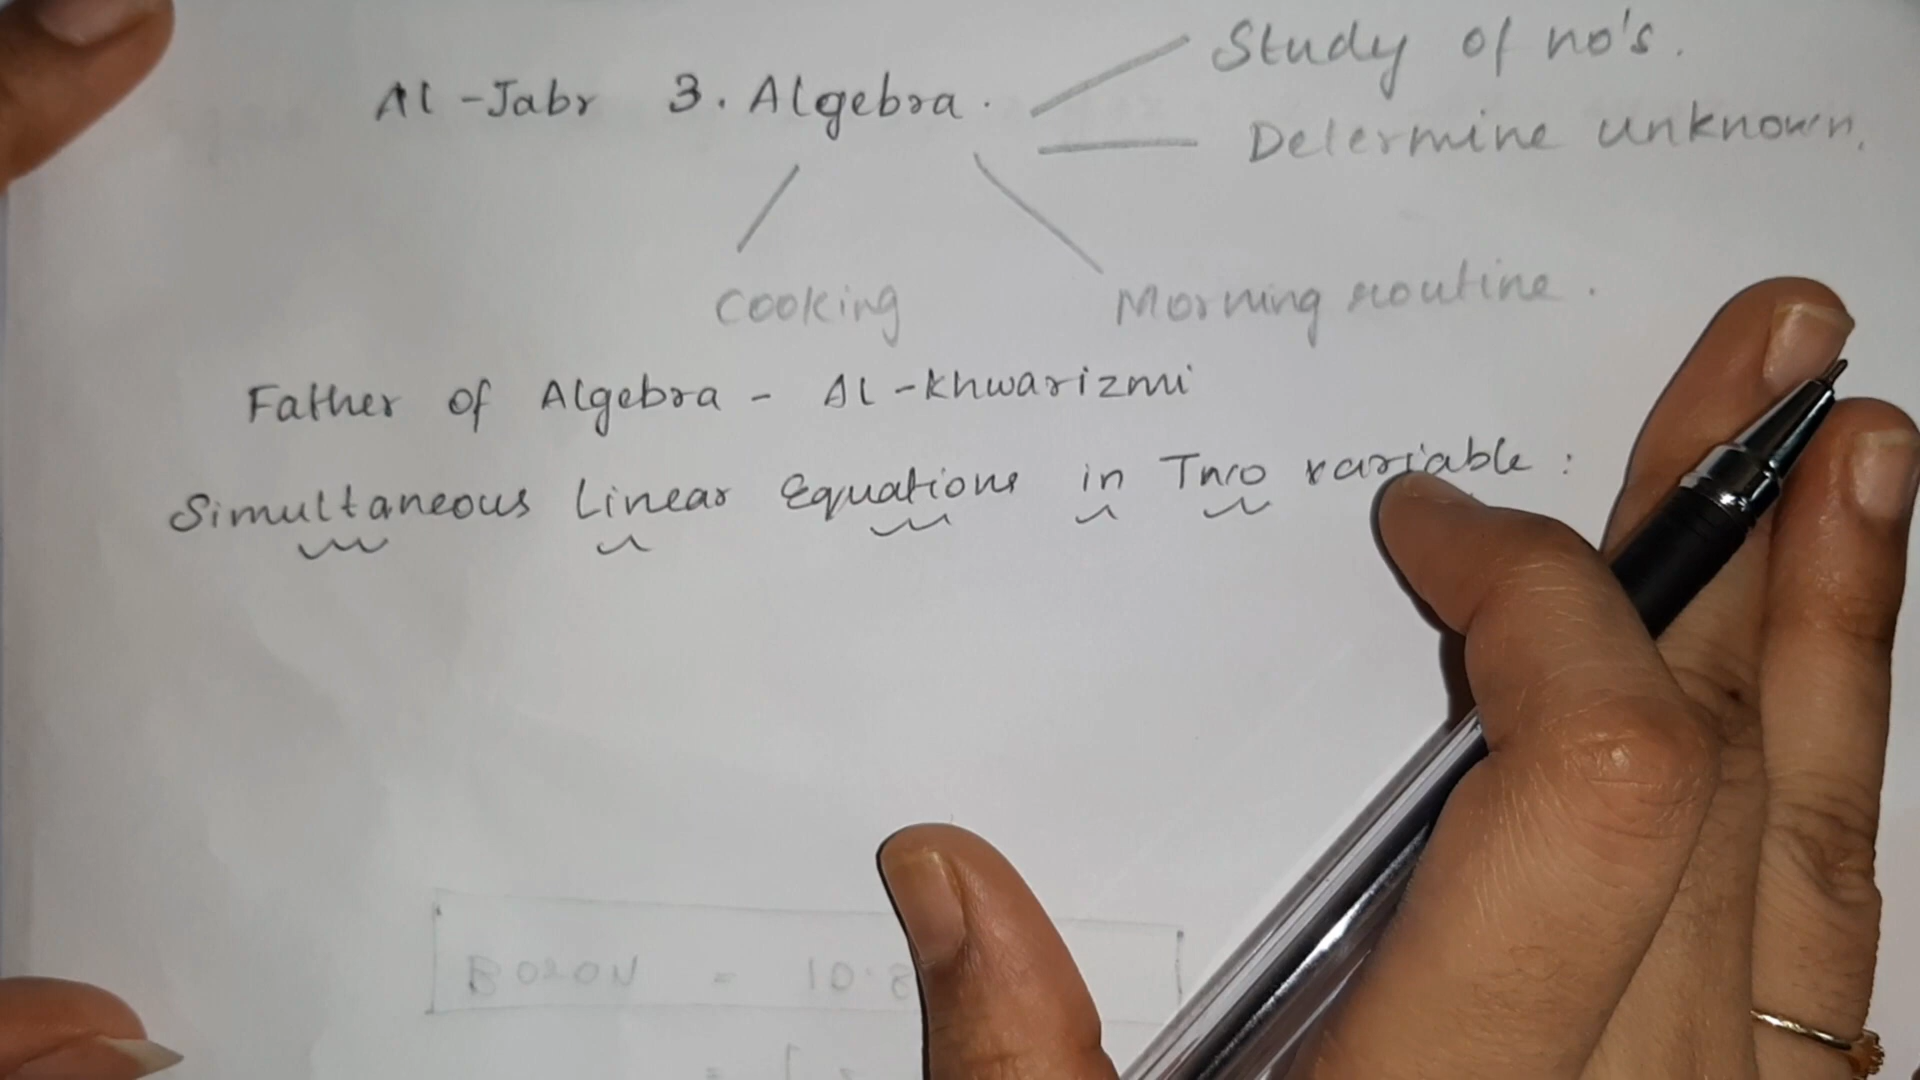 Study of no's.
Al-Jabr 3. Algebra.
Determine unknown.
Cooking
Morning routine.
Father of Algebra - Al-Khwarizmi
Simultaneous Linear Equations in Two variable :
BORON = 10.8